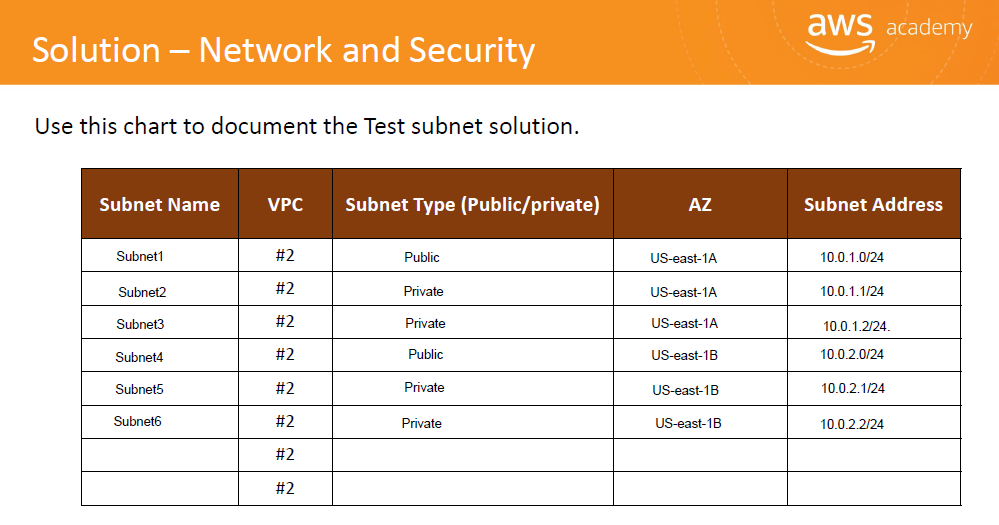 Solution – Network and Security
aws academy
Use this chart to document the Test subnet solution.
Subnet Name VPC Subnet Type (Public/private) AZ Subnet Address
Subnet1 #2 Public US-east-1A 10.0.1.0/24
Subnet2 #2 Private US-east-1A 10.0.1.1/24
Subnet3 #2 Private US-east-1A 10.0.1.2/24.
Subnet4 #2 Public US-east-1B 10.0.2.0/24
Subnet5 #2 Private US-east-1B 10.0.2.1/24
Subnet6 #2 Private US-east-1B 10.0.2.2/24
#2
#2